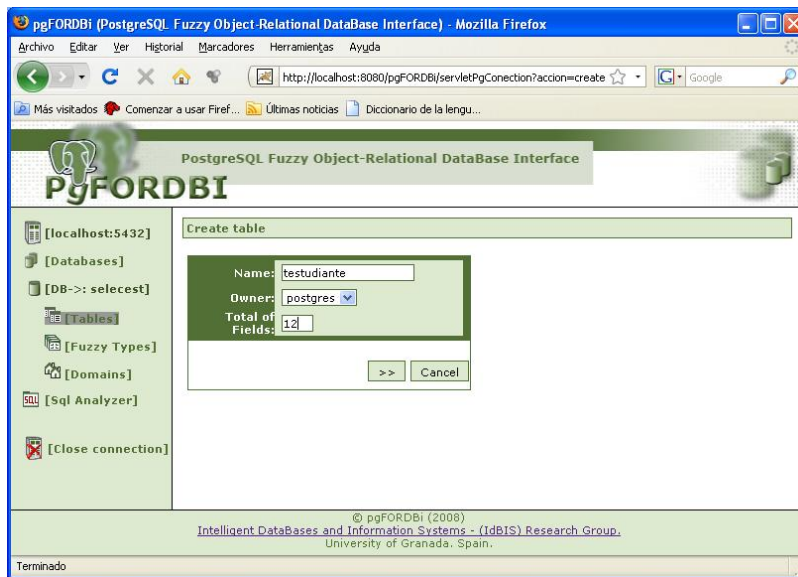 pgFORDBi (PostgreSQL Fuzzy Object-Relational DataBase Interface) - Mozilla Firefox
Archivo Editar Ver Historial Marcadores Herramientas Ayuda
http://localhost:8080/pgFORDBi/servletPgConection?accion=create
G Google
Más visitados Comenzar a usar Firef... Últimas noticias Diccionario de la lengu...
PostgreSQL Fuzzy Object-Relational DataBase Interface
PgFORDBI
[localhost:5432]
[Databases]
[DB->: selecest]
[Tables]
[Fuzzy Types]
[Domains]
SQL [Sql Analyzer]
[Close connection]
Create table
Name: testudiante
Owner: postgres
Total of Fields: 12
>> Cancel
© pgFORDBi (2008)
Intelligent DataBases and Information Systems - (IdBIS) Research Group.
University of Granada. Spain.
Terminado